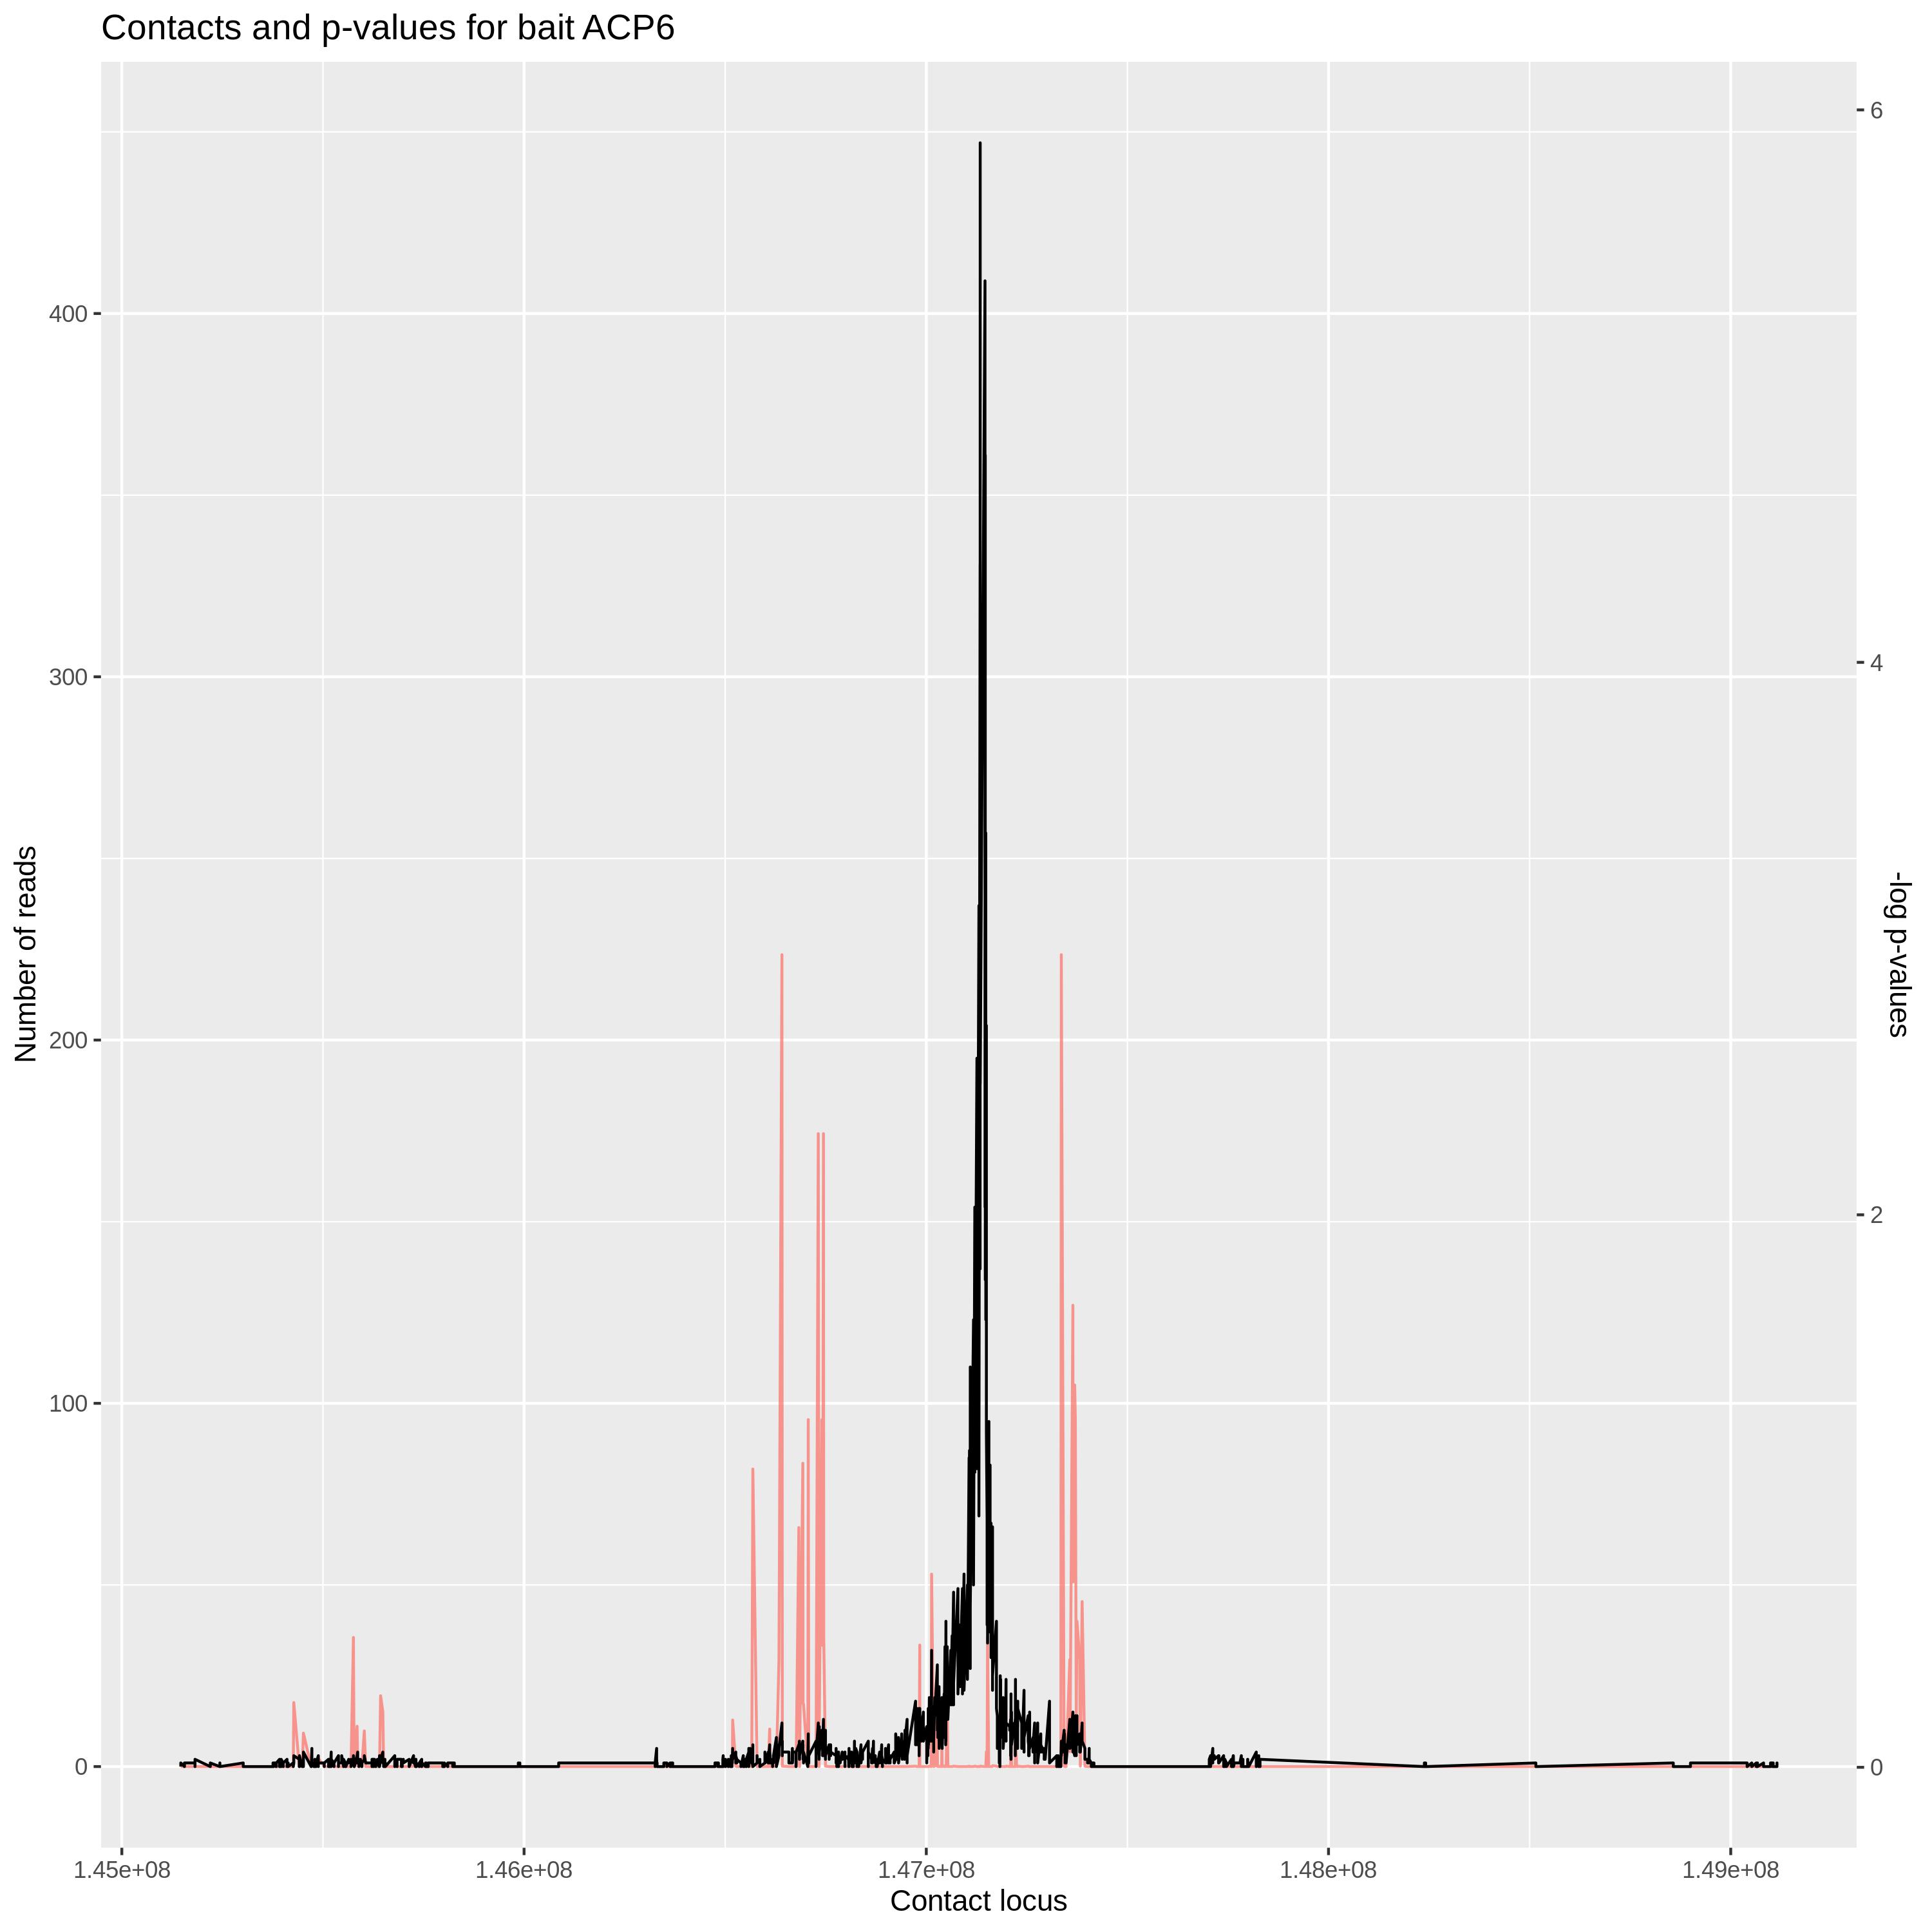 Contacts and p-values for bait ACP6
Number of reads
400
300
200
100
0
6
4
2
0
-log p-values
1.45e+08
1.46e+08
1.47e+08
1.48e+08
1.49e+08
Contact locus